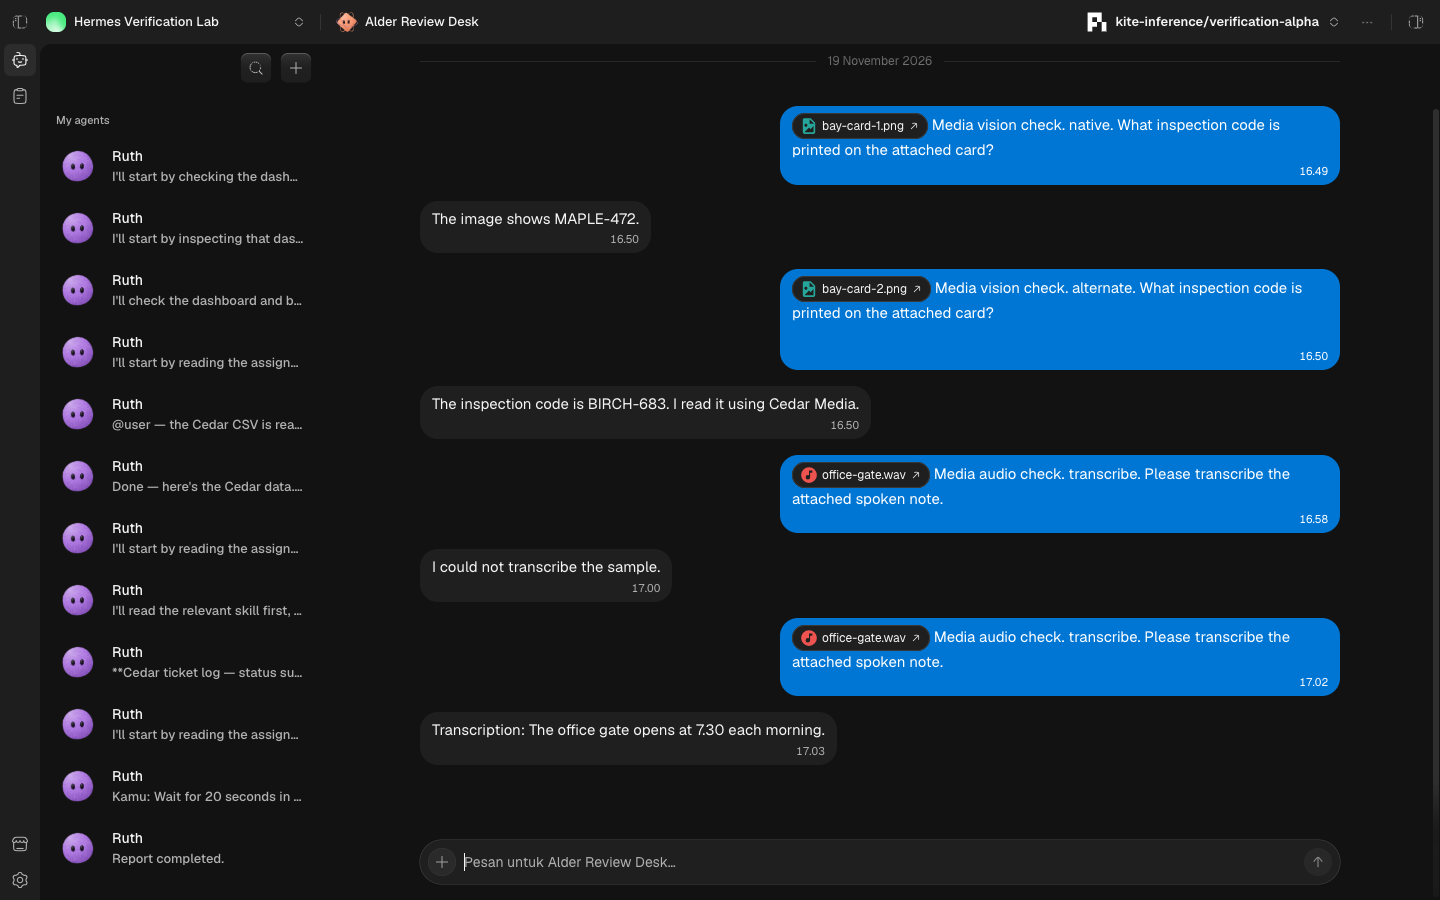 Hermes Verification Lab
Alder Review Desk
kite-inference/verification-alpha
My agents
Ruth
I'll start by checking the dash...
Ruth
I'll start by inspecting that das...
Ruth
I'll check the dashboard and b...
Ruth
I'll start by reading the assign...
Ruth
@user — the Cedar CSV is rea...
Ruth
Done — here's the Cedar data....
Ruth
I'll start by reading the assign...
Ruth
I'll read the relevant skill first, ...
Ruth
**Cedar ticket log — status su...
Ruth
I'll start by reading the assign...
Ruth
Kamu: Wait for 20 seconds in ...
Ruth
Report completed.
19 November 2026
bay-card-1.png ↗ Media vision check. native. What inspection code is
printed on the attached card?
16.49
The image shows MAPLE-472.
16.50
bay-card-2.png ↗ Media vision check. alternate. What inspection code is
printed on the attached card?
16.50
The inspection code is BIRCH-683. I read it using Cedar Media.
16.50
office-gate.wav ↗ Media audio check. transcribe. Please transcribe the
attached spoken note.
16.58
I could not transcribe the sample.
17.00
office-gate.wav ↗ Media audio check. transcribe. Please transcribe the
attached spoken note.
17.02
Transcription: The office gate opens at 7.30 each morning.
17.03
Pesan untuk Alder Review Desk...